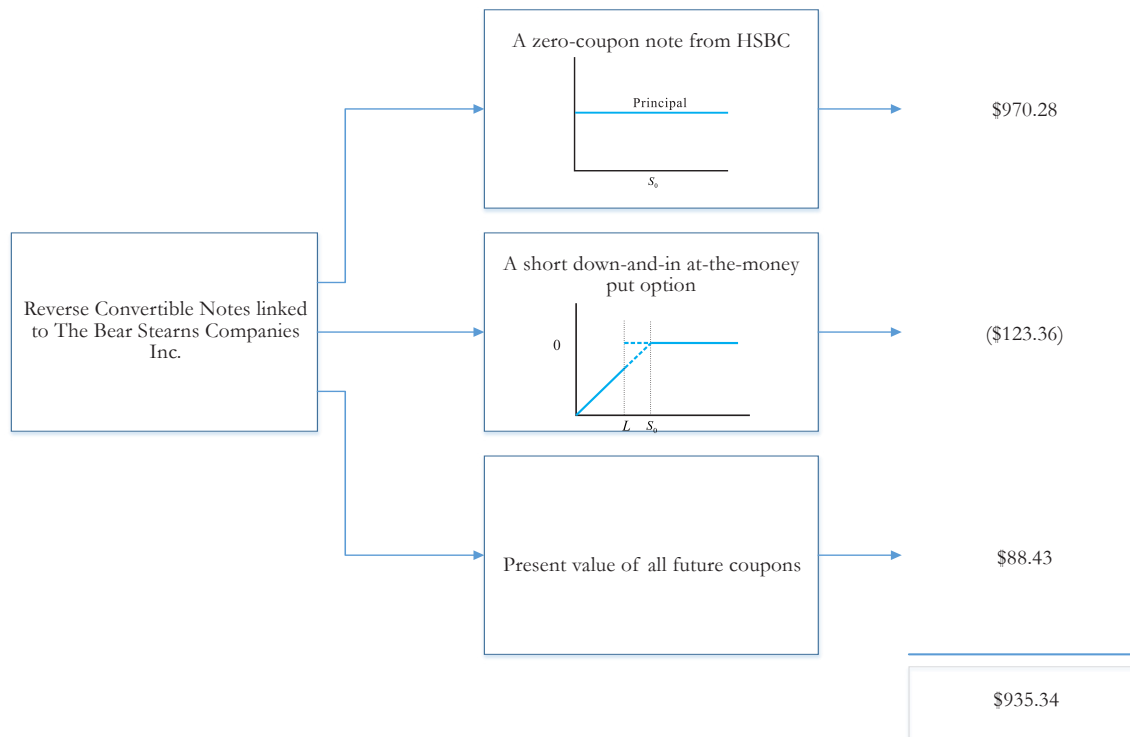 A zero-coupon note from HSBC
Principal
S₀
$970.28
Reverse Convertible Notes linked
to The Bear Stearns Companies
Inc.
A short down-and-in at-the-money
put option
0
L S₀
($123.36)
Present value of all future coupons
$88.43
$935.34